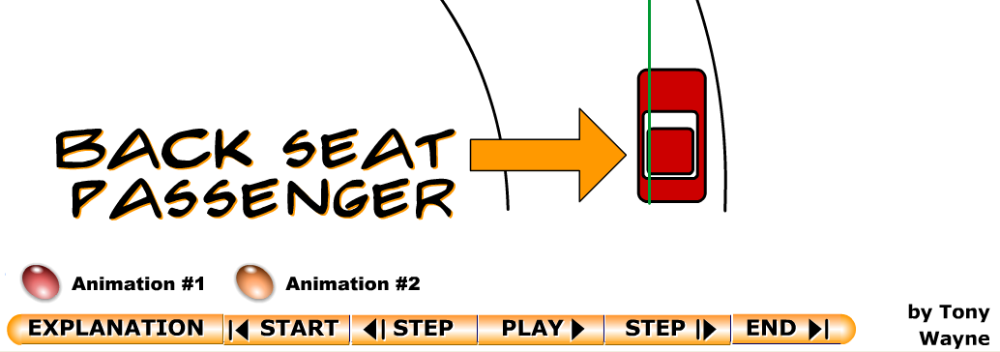 BACK SEAT
PASSENGER
Animation #1 Animation #2
EXPLANATION START STEP PLAY STEP END
by Tony
Wayne